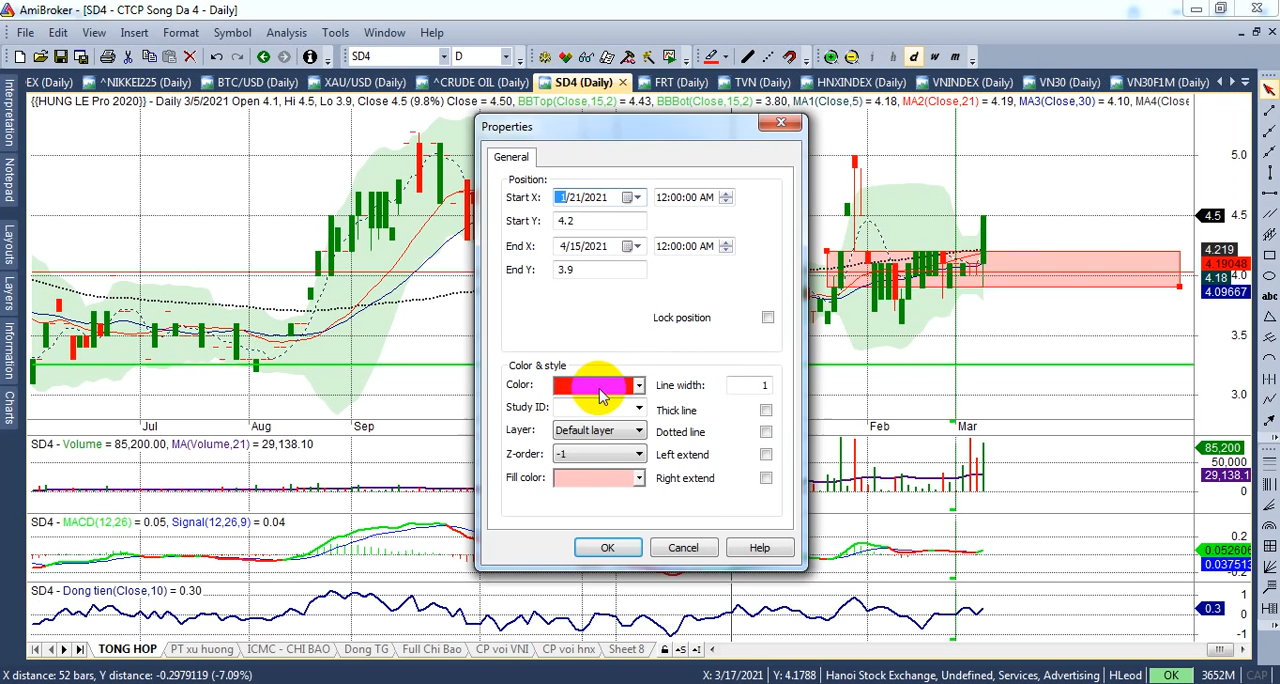 AmiBroker - [SD4 - CTCP Song Da 4 - Daily]
File Edit View Insert Format Symbol Analysis Tools Window Help
SD4 D i h d w m
EX (Daily) ^NIKKEI225 (Daily) BTC/USD (Daily) XAU/USD (Daily) ^CRUDE OIL (Daily) SD4 (Daily) FRT (Daily) TVN (Daily) HNXINDEX (Daily) VNINDEX (Daily) VN30 (Daily) VN30F1M (Daily)
{{HUNG LE Pro 2020}} - Daily 3/5/2021 Open 4.1, Hi 4.5, Lo 3.9, Close 4.5 (9.8%) Close = 4.50, BBTop(Close,15,2) = 4.43, BBBot(Close,15,2) = 3.80, MA1(Close,5) = 4.18, MA2(Close,21) = 4.19, MA3(Close,30) = 4.10, MA4(Close
Interpretation
Notepad
Layouts
Layers
Information
Charts
Properties
General
Position:
Start X: 1/21/2021 12:00:00 AM
Start Y: 4.2
End X: 4/15/2021 12:00:00 AM
End Y: 3.9
Lock position
Color & style
Color: Line width: 1
Study ID: Thick line
Layer: Default layer Dotted line
Z-order: -1 Left extend
Fill color: Right extend
OK Cancel Help
5.0
4.5
4.5
4.219
4.19048
4.0
4.18
4.09667
3.5
3.0
abc
Jul Aug Sep Feb Mar
SD4 - Volume = 85,200.00, MA(Volume,21) = 29,138.10
85,200
50,000
29,138.1
0
SD4 - MACD(12,26) = 0.05, Signal(12,26,9) = 0.04
0.2
0.052606
0.037513
-0.2
SD4 - Dong tien(Close,10) = 0.30
1
0.3
0
-1
TONG HOP PT xu huong ICMC - CHI BAO Dong TG Full Chi Bao CP voi VNI CP voi hnx Sheet 8
X distance: 52 bars, Y distance: -0.2979119 (-7.09%) X: 3/17/2021 Y: 4.1788 Hanoi Stock Exchange, Undefined, Services, Advertising HLeod OK 3652M CAP